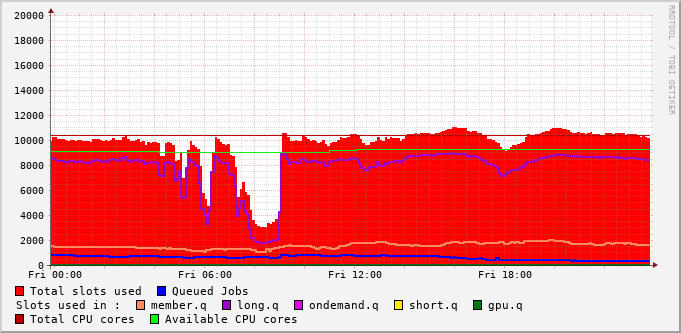 20000
18000
16000
14000
12000
10000
8000
6000
4000
2000
0
Fri 00:00 Fri 06:00 Fri 12:00 Fri 18:00
Total slots used Queued Jobs
Slots used in : member.q long.q ondemand.q short.q gpu.q
Total CPU cores Available CPU cores
RRDTOOL / TOBI OETIKER